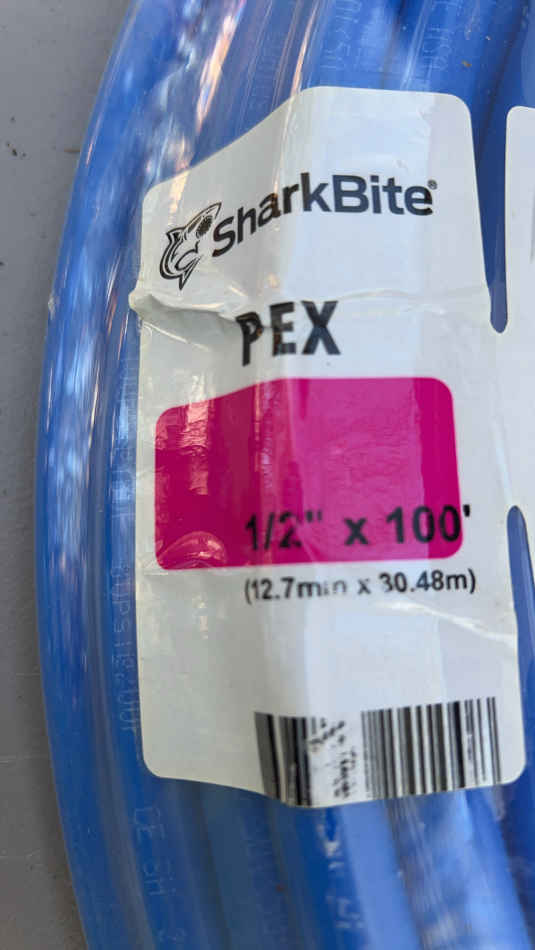 SharkBite®
PEX
1/2" x 100'
(12.7mm x 30.48m)